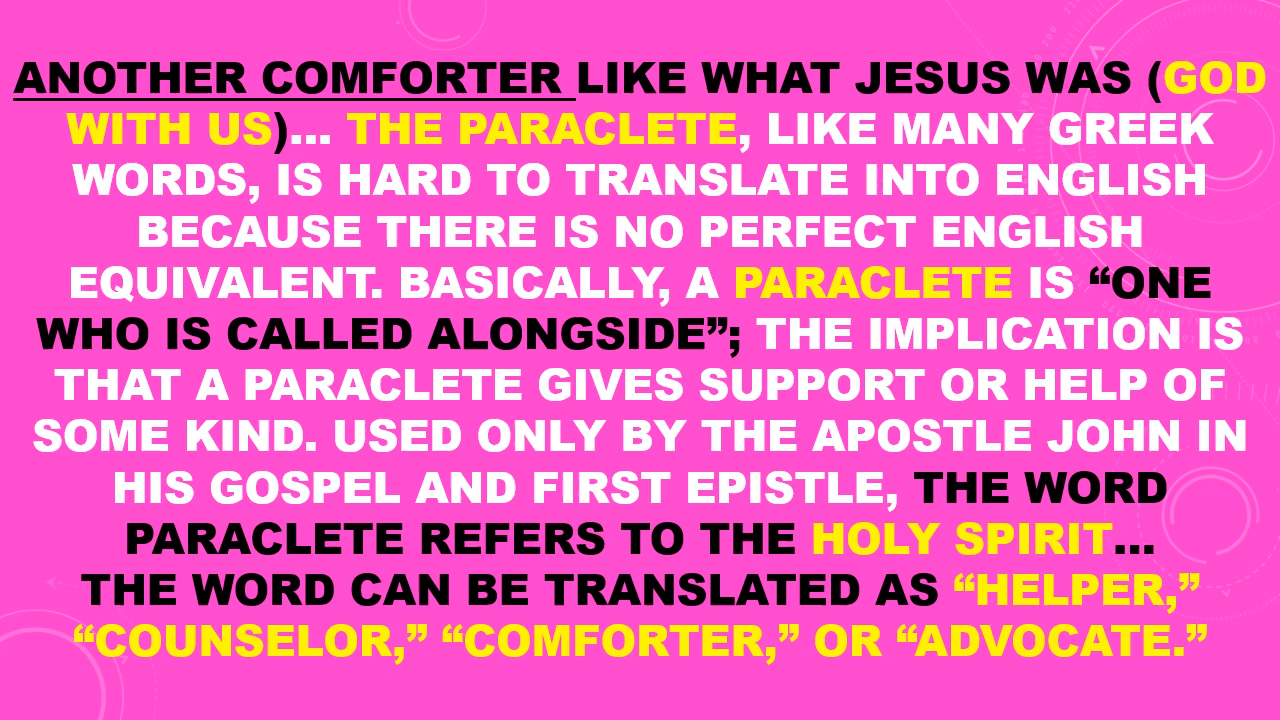 ANOTHER COMFORTER LIKE WHAT JESUS WAS (GOD
WITH US)... THE PARACLETE, LIKE MANY GREEK
WORDS, IS HARD TO TRANSLATE INTO ENGLISH
BECAUSE THERE IS NO PERFECT ENGLISH
EQUIVALENT. BASICALLY, A PARACLETE IS “ONE
WHO IS CALLED ALONGSIDE”; THE IMPLICATION IS
THAT A PARACLETE GIVES SUPPORT OR HELP OF
SOME KIND. USED ONLY BY THE APOSTLE JOHN IN
HIS GOSPEL AND FIRST EPISTLE, THE WORD
PARACLETE REFERS TO THE HOLY SPIRIT...
THE WORD CAN BE TRANSLATED AS “HELPER,”
“COUNSELOR,” “COMFORTER,” OR “ADVOCATE.”